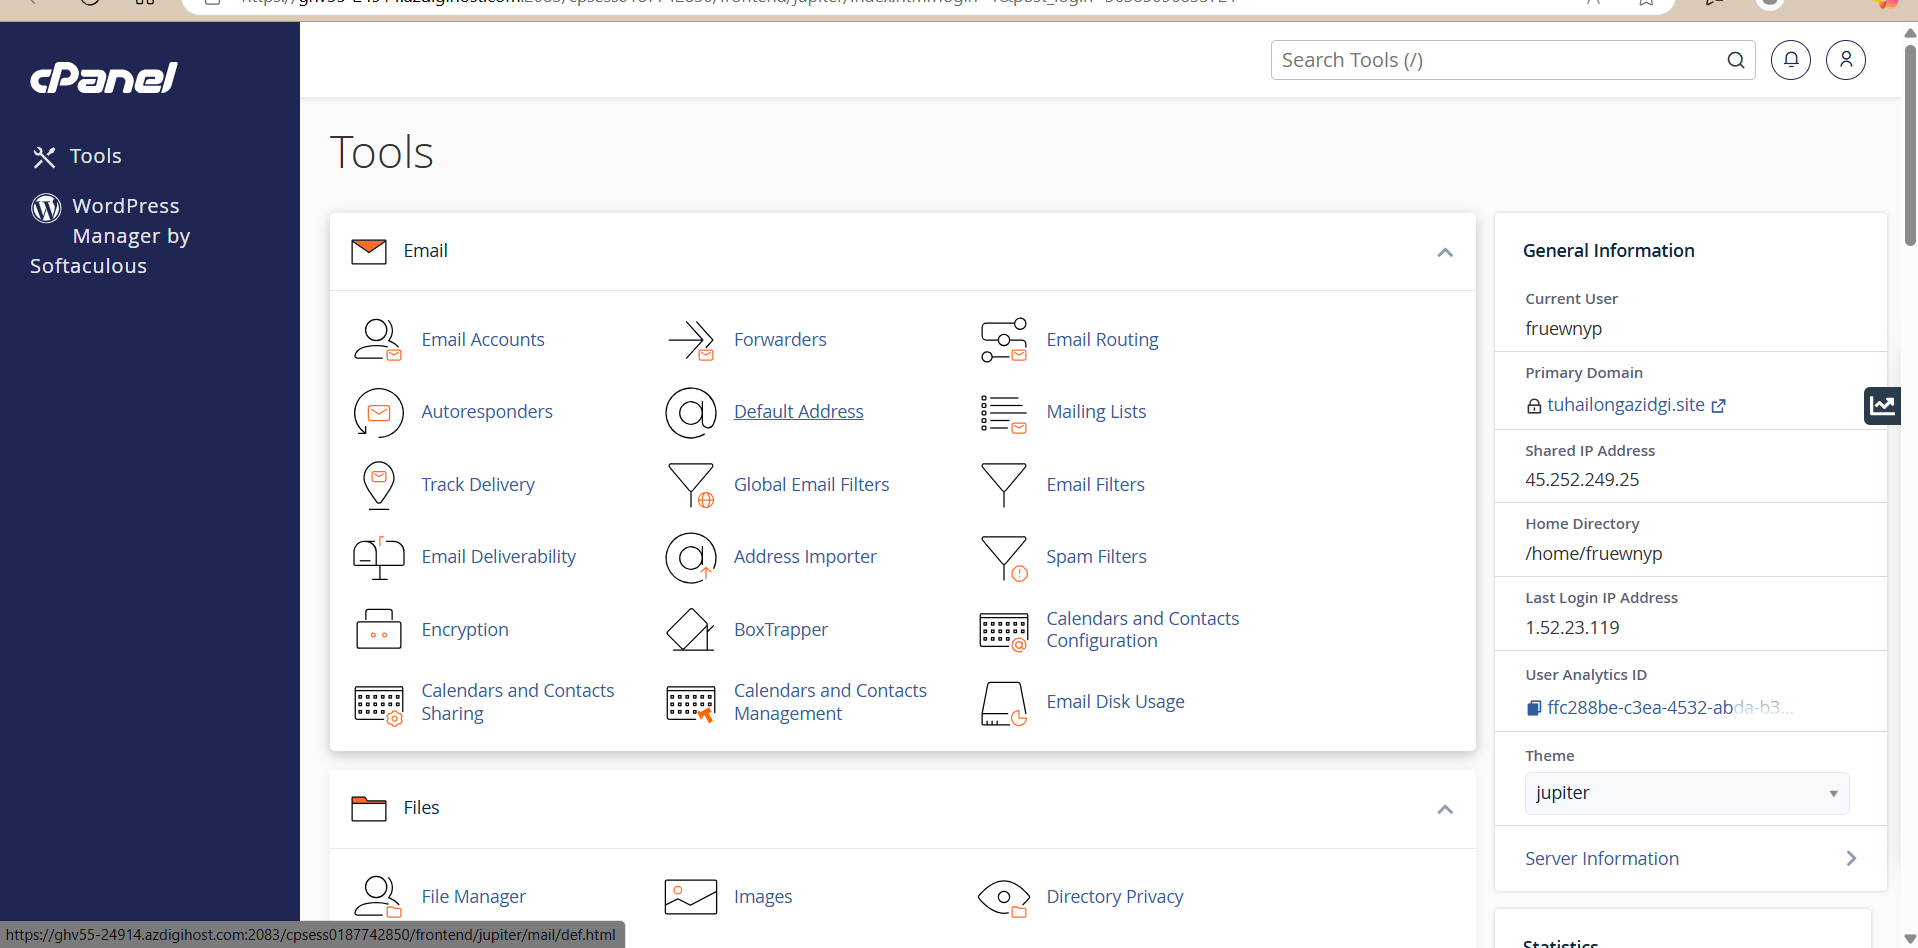 cPanel
Search Tools (/)
Tools
WordPress
Manager by
Softaculous
Tools
Email
Email Accounts
Forwarders
Email Routing
Autoresponders
Default Address
Mailing Lists
Track Delivery
Global Email Filters
Email Filters
Email Deliverability
Address Importer
Spam Filters
Encryption
BoxTrapper
Calendars and Contacts
Configuration
Calendars and Contacts
Sharing
Calendars and Contacts
Management
Email Disk Usage
Files
File Manager
Images
Directory Privacy
General Information
Current User
fruewnyp
Primary Domain
tuhailongazidgi.site
Shared IP Address
45.252.249.25
Home Directory
/home/fruewnyp
Last Login IP Address
1.52.23.119
User Analytics ID
ffc288be-c3ea-4532-abda-b3...
Theme
jupiter
Server Information
Statistics
https://ghv55-24914.azdigihost.com:2083/cpsess0187742850/frontend/jupiter/mail/def.html